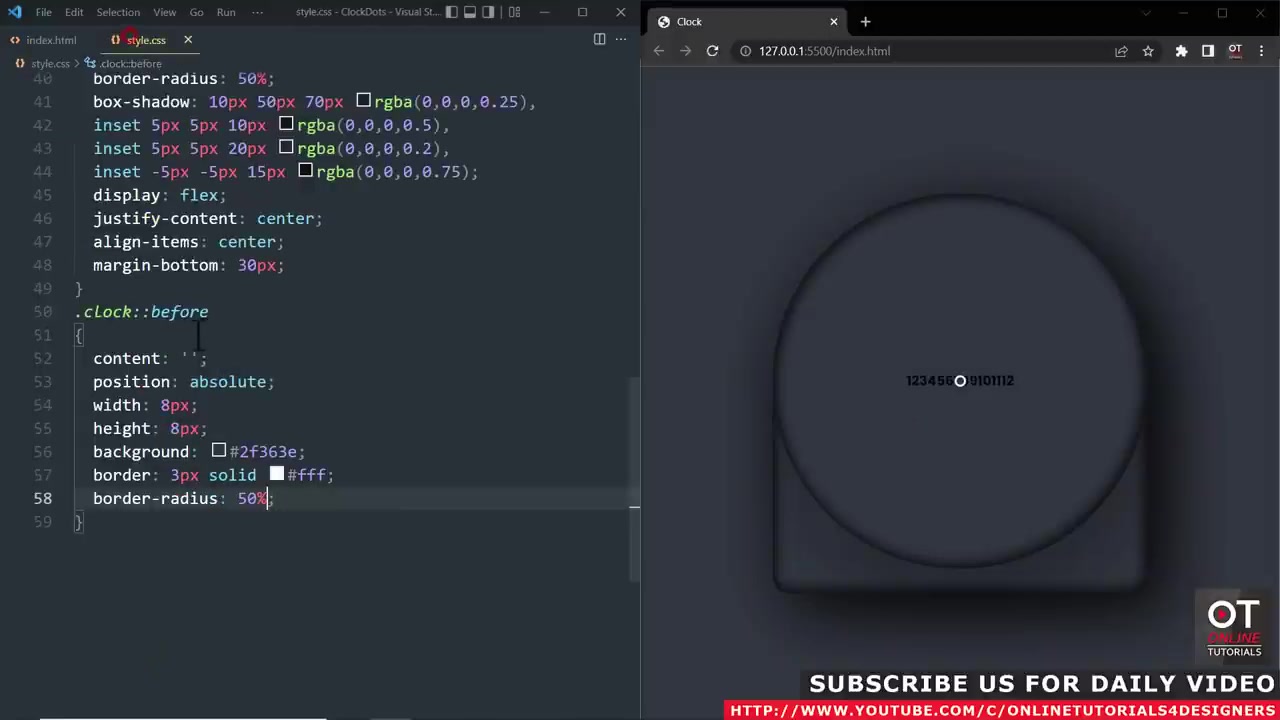 File Edit Selection View Go Run ··· style.css - ClockDots - Visual St...
index.html style.css
style.css > .clock::before
40 border-radius: 50%;
41 box-shadow: 10px 50px 70px rgba(0,0,0,0.25),
42 inset 5px 5px 10px rgba(0,0,0,0.5),
43 inset 5px 5px 20px rgba(0,0,0,0.2),
44 inset -5px -5px 15px rgba(0,0,0,0.75);
45 display: flex;
46 justify-content: center;
47 align-items: center;
48 margin-bottom: 30px;
49 }
50 .clock::before
51 {
52 content: '';
53 position: absolute;
54 width: 8px;
55 height: 8px;
56 background: #2f363e;
57 border: 3px solid #fff;
58 border-radius: 50%;
59 }
Clock
127.0.0.1:5500/index.html
OT
123456 9101112
OT
ONLINE
TUTORIALS
SUBSCRIBE US FOR DAILY VIDEO
HTTP://WWW.YOUTUBE.COM/C/ONLINETUTORIALS4DESIGNERS